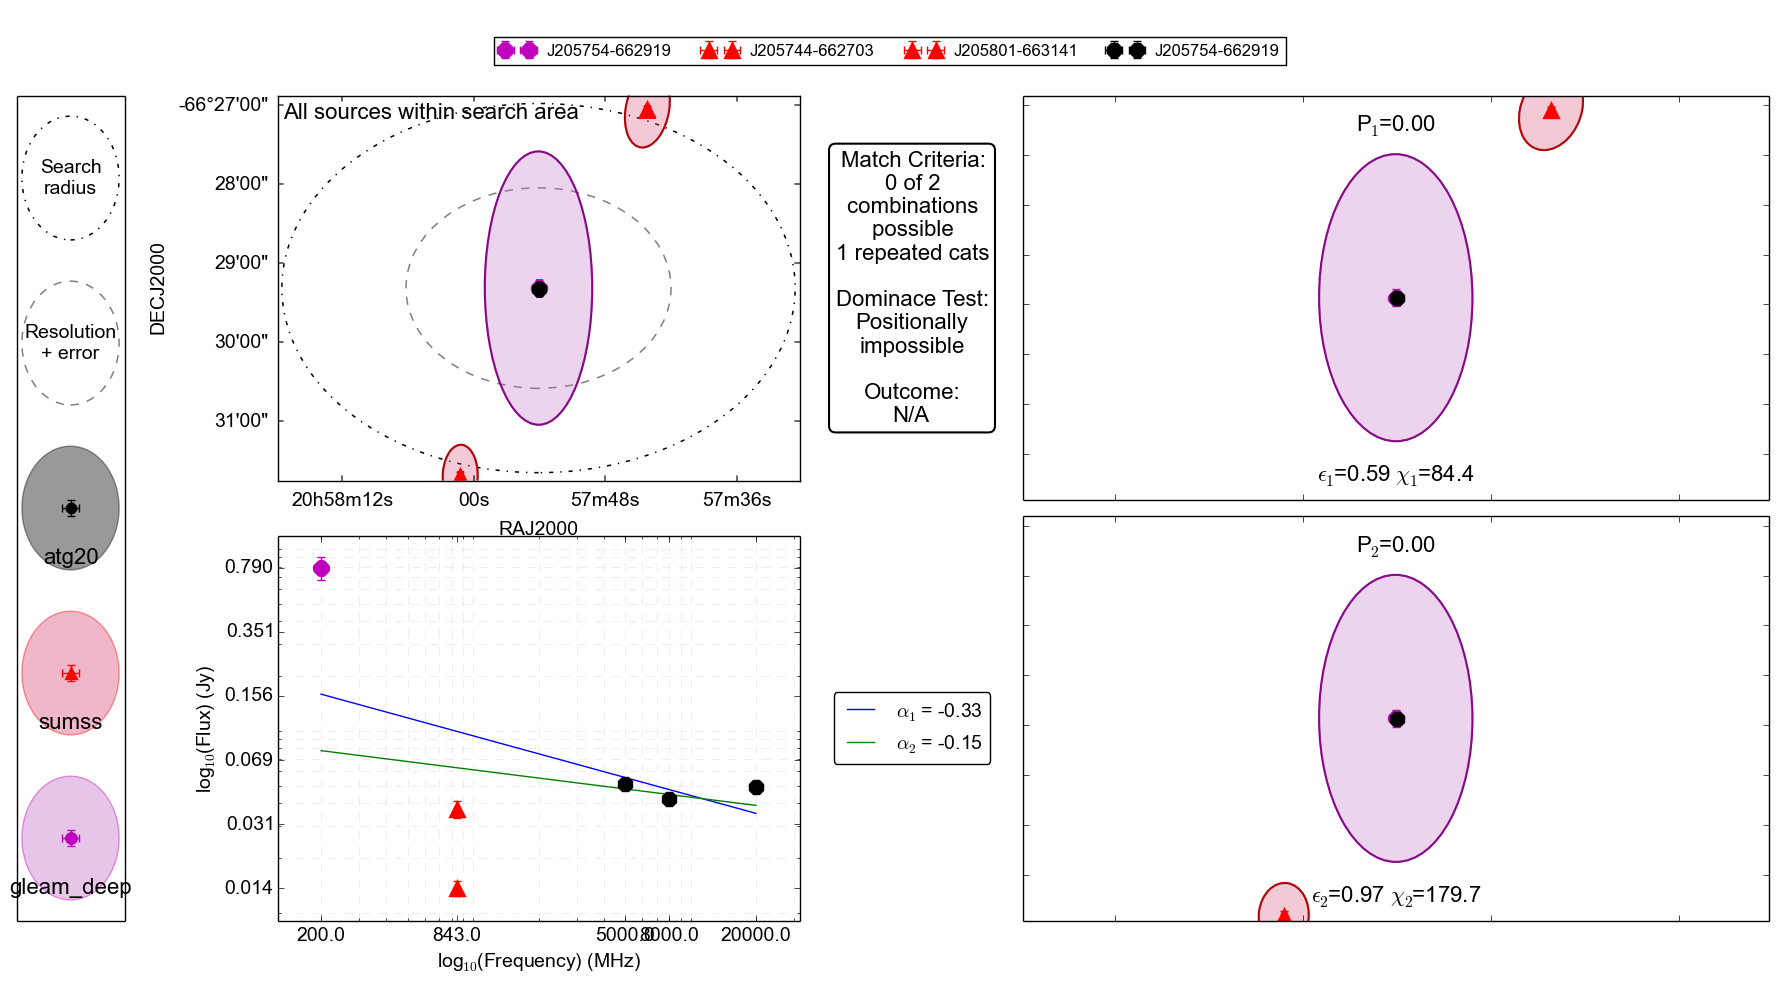 J205754-662919 J205744-662703 J205801-663141 J205754-662919
Search
radius
Resolution
+ error
atg20
sumss
gleam_deep
All sources within search area
DECJ2000
-66°27'00"
28'00"
29'00"
30'00"
31'00"
20h58m12s 00s 57m48s 57m36s
RAJ2000
Match Criteria:
0 of 2
combinations
possible
1 repeated cats
Dominace Test:
Positionally
impossible
Outcome:
N/A
P₁=0.00
ϵ₁=0.59 χ₁=84.4
P₂=0.00
ϵ₂=0.97 χ₂=179.7
log₁₀(Flux) (Jy)
0.790
0.351
0.156
0.069
0.031
0.014
200.0 843.0 5000.0 8000.0 20000.0
log₁₀(Frequency) (MHz)
α₁ = -0.33
α₂ = -0.15